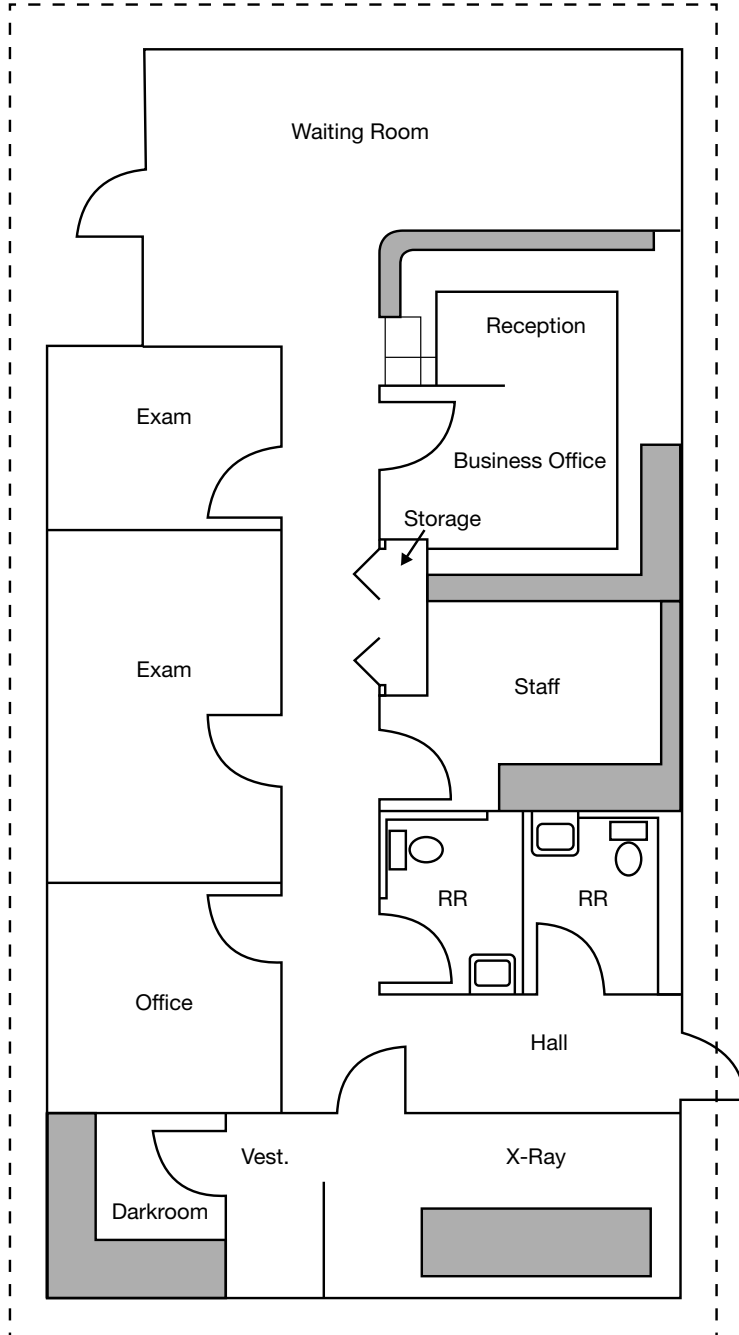 Waiting Room
Reception
Exam
Business Office
Storage
Exam
Staff
RR
RR
Office
Hall
Vest.
X-Ray
Darkroom